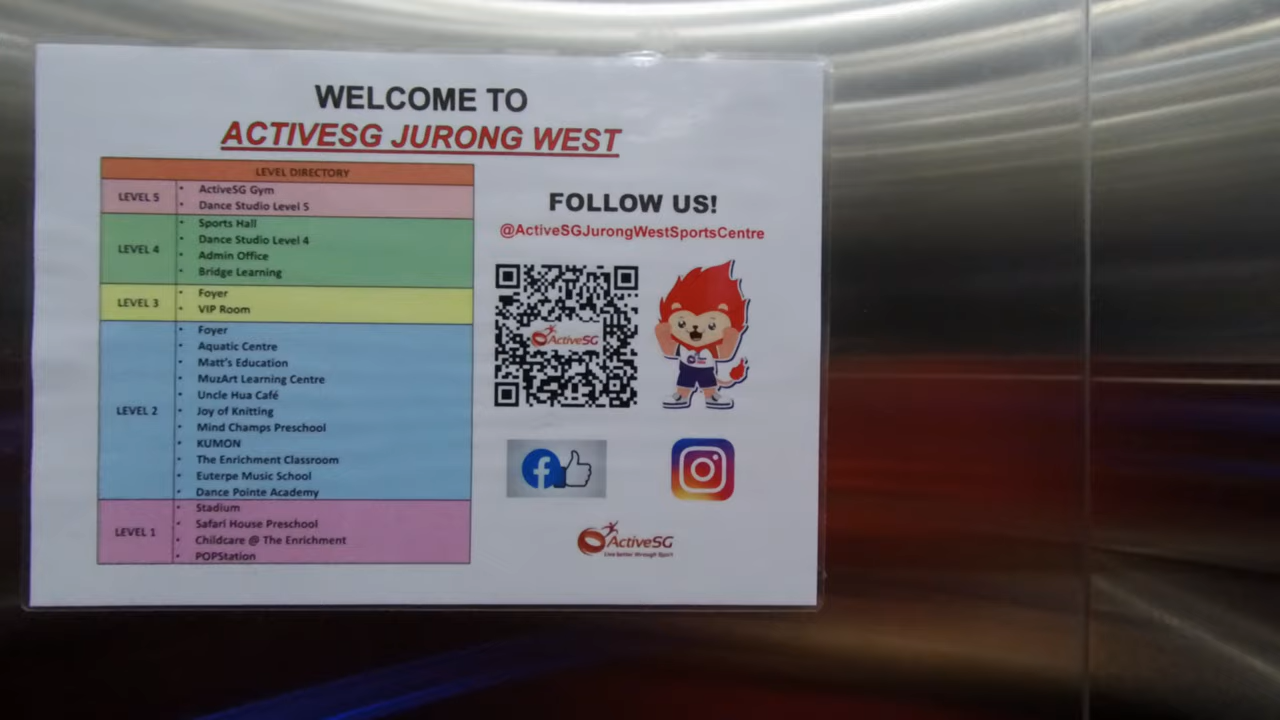 WELCOME TO
ACTIVESG JURONG WEST
LEVEL DIRECTORY
LEVEL 5
• ActiveSG Gym
• Dance Studio Level 5
LEVEL 4
• Sports Hall
• Dance Studio Level 4
• Admin Office
• Bridge Learning
LEVEL 3
• Foyer
• VIP Room
LEVEL 2
• Foyer
• Aquatic Centre
• Matt's Education
• MuzArt Learning Centre
• Uncle Hua Café
• Joy of Knitting
• Mind Champs Preschool
• KUMON
• The Enrichment Classroom
• Euterpe Music School
• Dance Pointe Academy
LEVEL 1
• Stadium
• Safari House Preschool
• Childcare @ The Enrichment
• POPStation
FOLLOW US!
@ActiveSGJurongWestSportsCentre
ActiveSG
ActiveSG
Live better through Sport